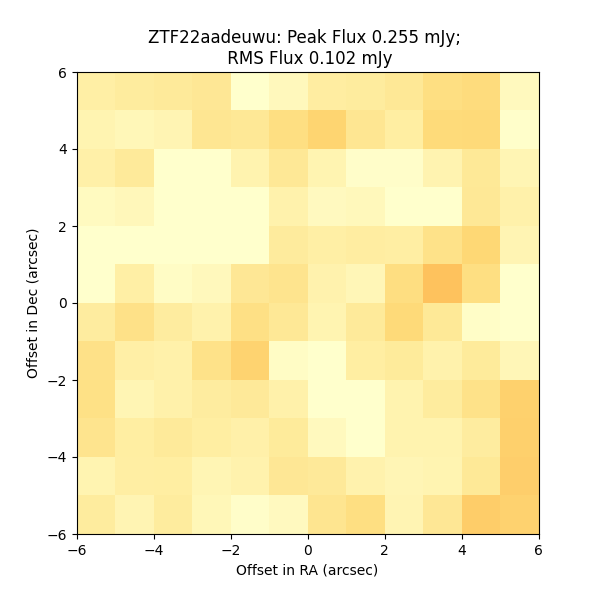 ZTF22aadeuwu: Peak Flux 0.255 mJy;
RMS Flux 0.102 mJy
6
4
2
0
−2
−4
−6
Offset in Dec (arcsec)
−6 −4 −2 0 2 4 6
Offset in RA (arcsec)